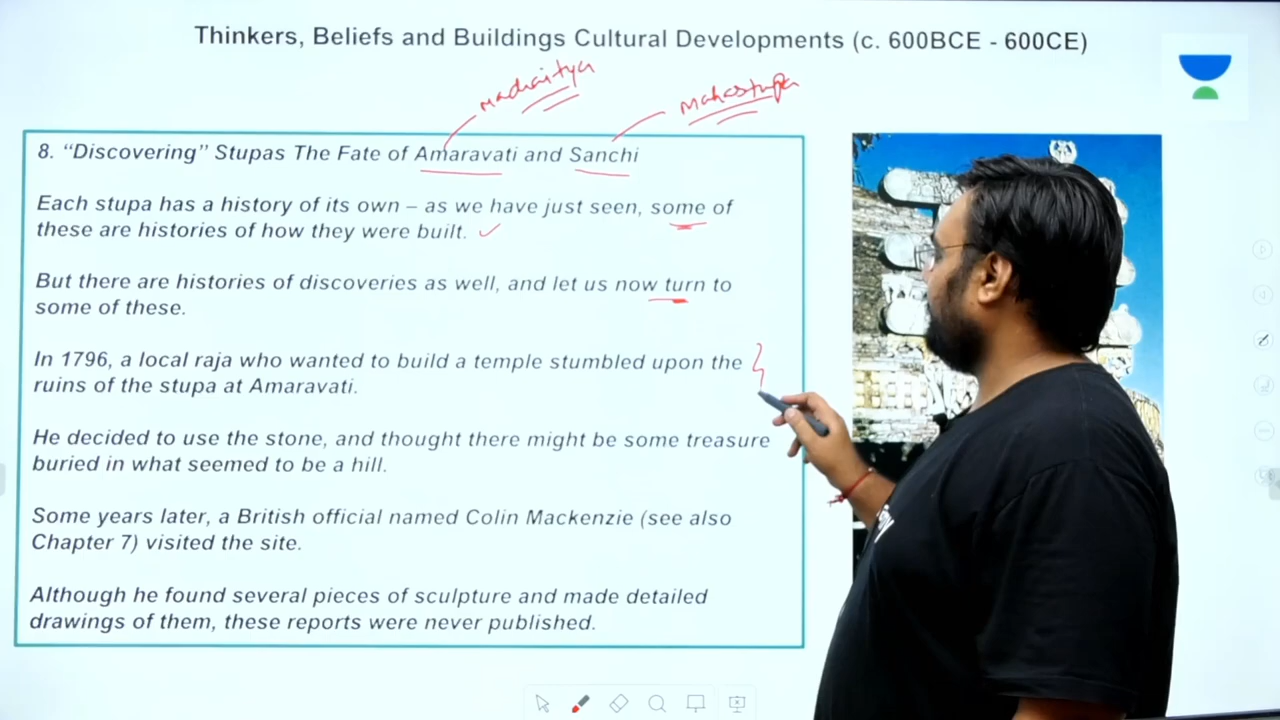 Thinkers, Beliefs and Buildings Cultural Developments (c. 600BCE - 600CE)
Mahastupa
8. “Discovering” Stupas The Fate of Amaravati and Sanchi
Each stupa has a history of its own – as we have just seen, some of
these are histories of how they were built.
But there are histories of discoveries as well, and let us now turn to
some of these.
In 1796, a local raja who wanted to build a temple stumbled upon the
ruins of the stupa at Amaravati.
He decided to use the stone, and thought there might be some treasure
buried in what seemed to be a hill.
Some years later, a British official named Colin Mackenzie (see also
Chapter 7) visited the site.
Although he found several pieces of sculpture and made detailed
drawings of them, these reports were never published.